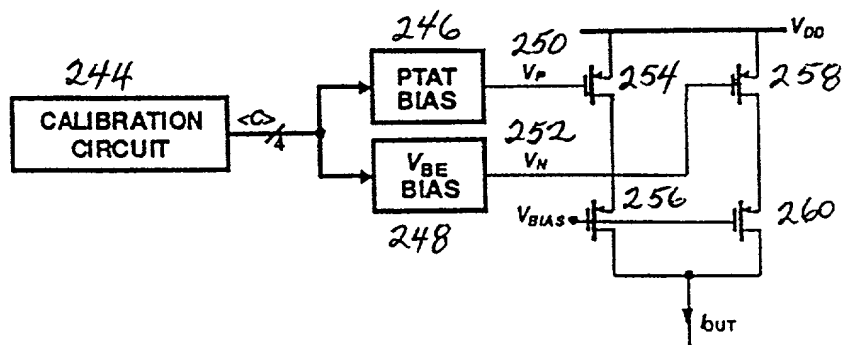 246
250
V_DD
244
PTAT
BIAS
V_P
254
258
CALIBRATION
CIRCUIT
<C>
4
252
V_BE
BIAS
V_N
256
V_BIAS
260
248
I_OUT